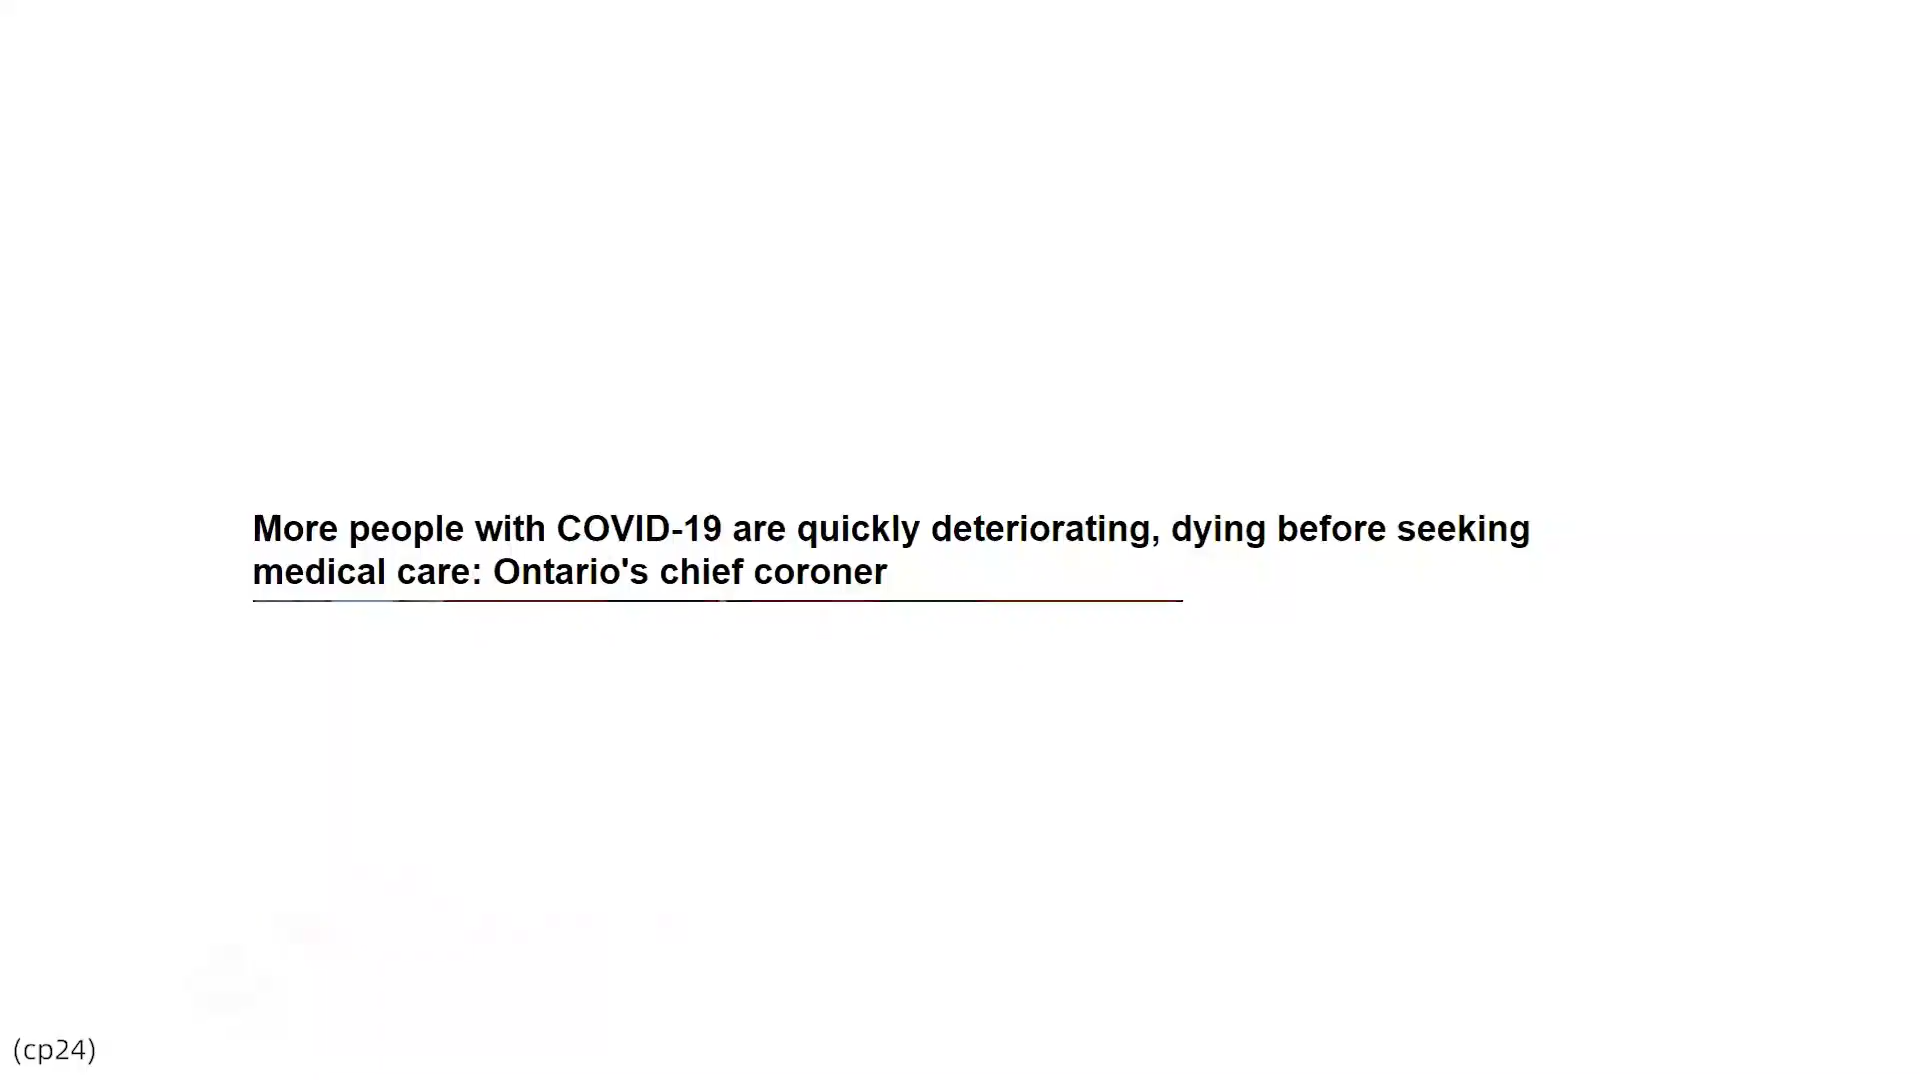 More people with COVID-19 are quickly deteriorating, dying before seeking
medical care: Ontario's chief coroner
(cp24)